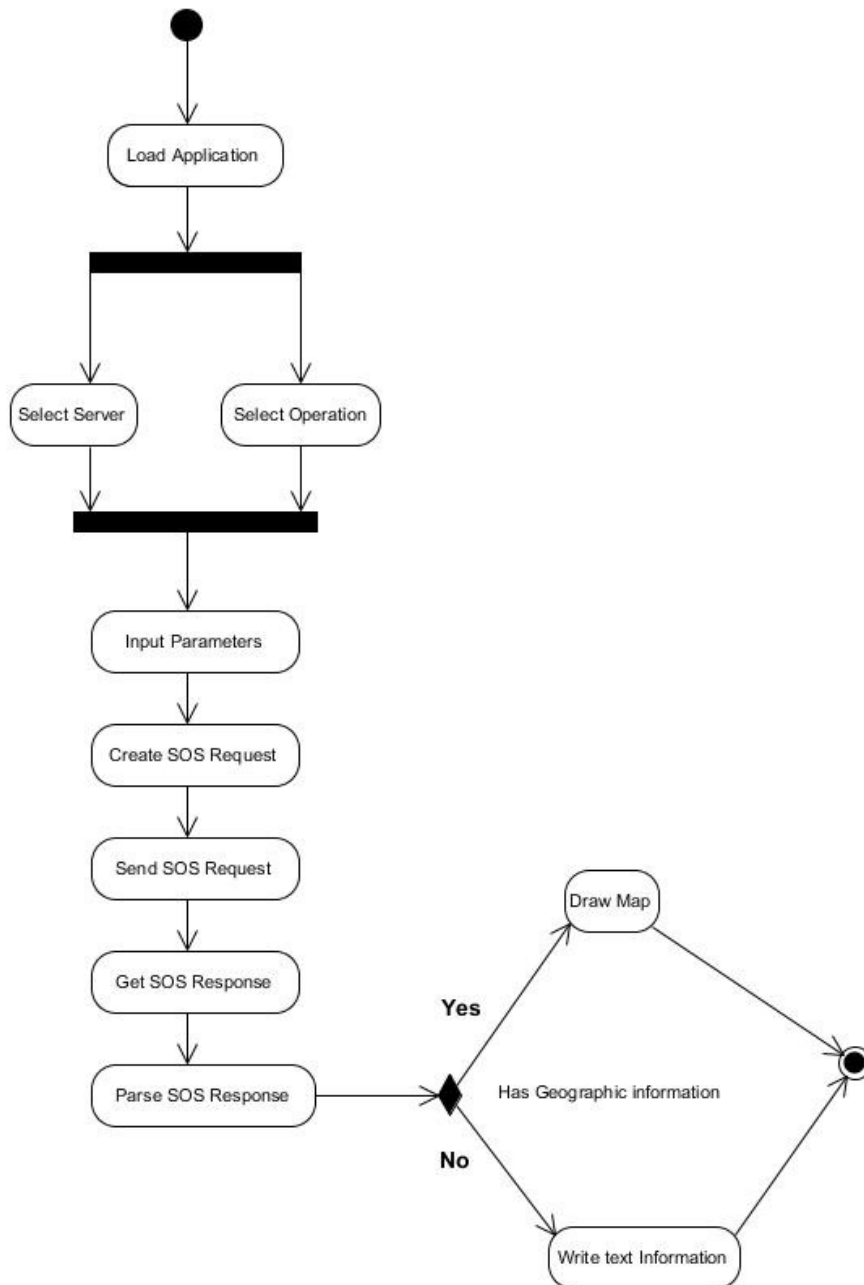 Load Application
Select Server
Select Operation
Input Parameters
Create SOS Request
Send SOS Request
Draw Map
Get SOS Response
Yes
Parse SOS Response
Has Geographic information
No
Write text Information